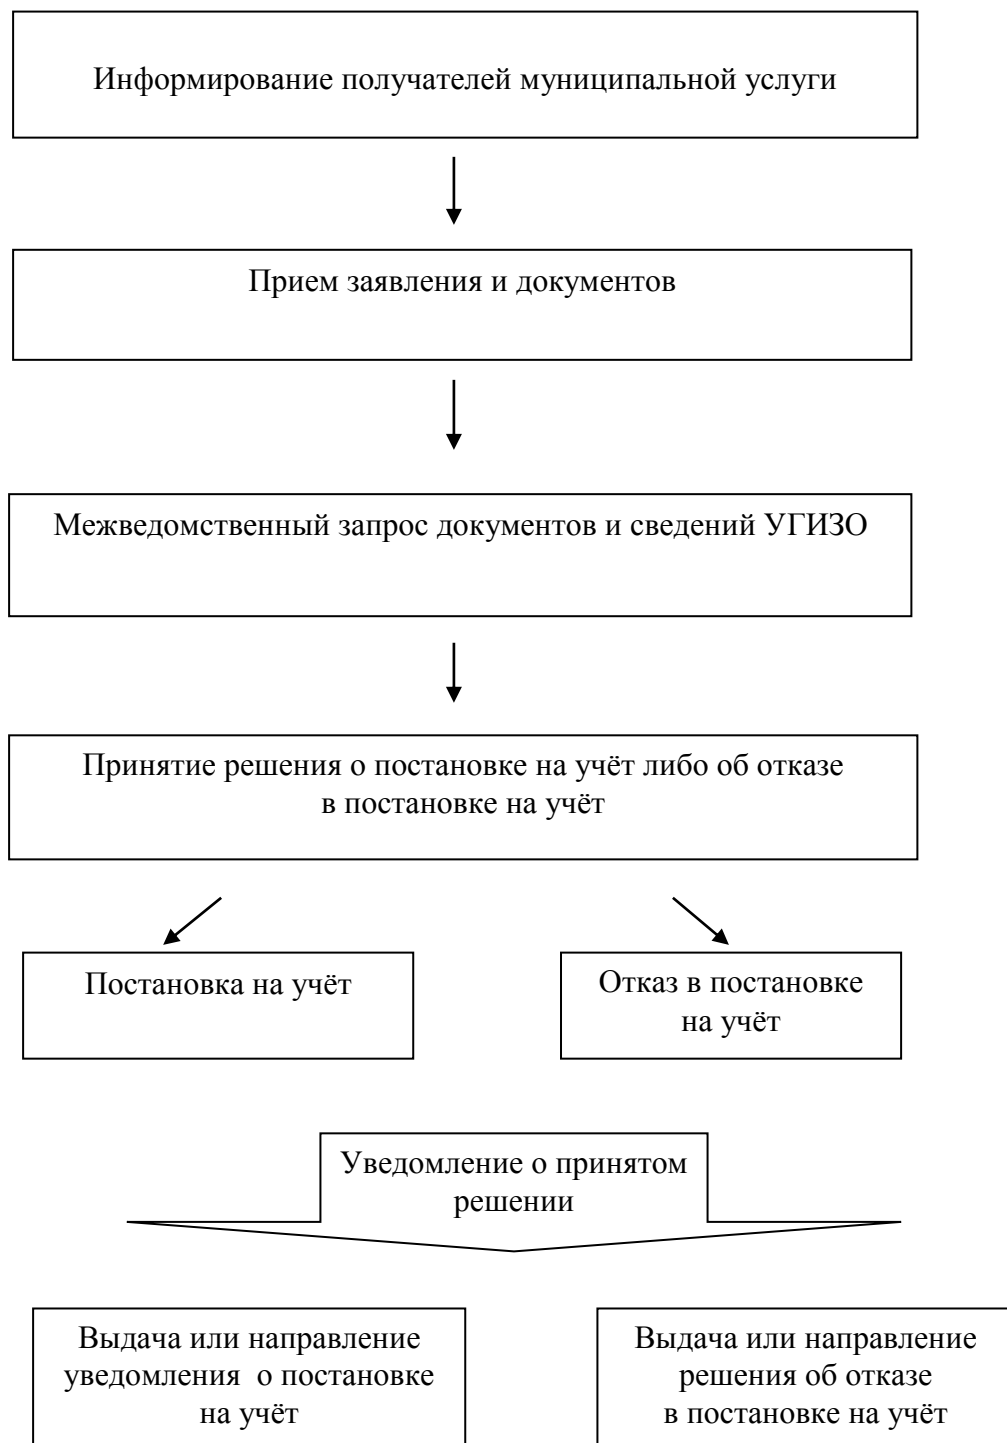 Информирование получателей муниципальной услуги
Прием заявления и документов
Межведомственный запрос документов и сведений УГИЗО
Принятие решения о постановке на учёт либо об отказе
в постановке на учёт
Постановка на учёт
Отказ в постановке
на учёт
Уведомление о принятом
решении
Выдача или направление
уведомления  о постановке
на учёт
Выдача или направление
решения об отказе
в постановке на учёт